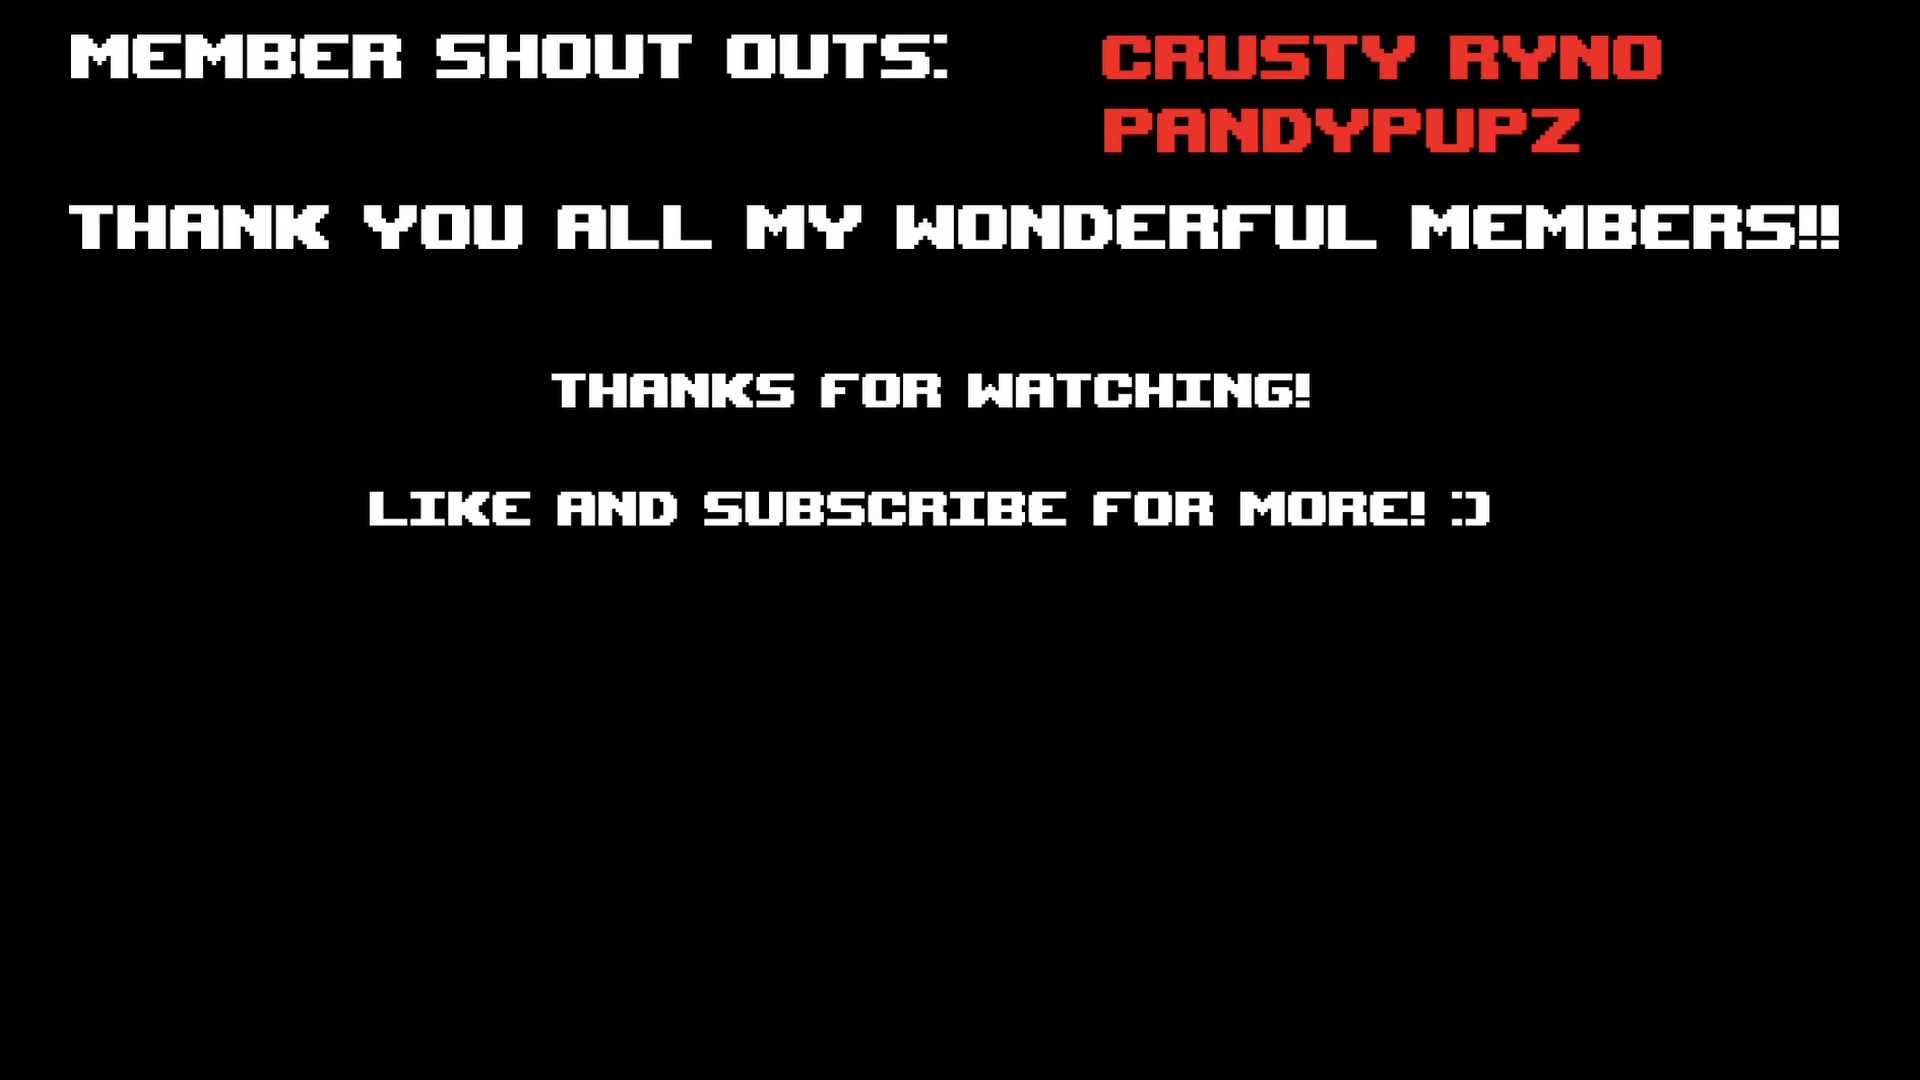 MEMBER SHOUT OUTS: CRUSTY RYNO
PANDYPUPZ
THANK YOU ALL MY WONDERFUL MEMBERS!!
THANKS FOR WATCHING!
LIKE AND SUBSCRIBE FOR MORE! :)